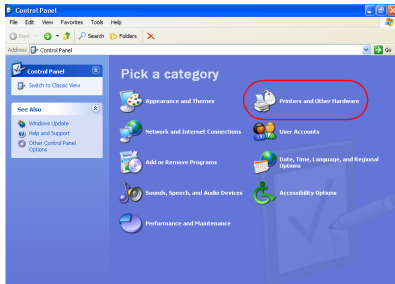 Control Panel
File Edit View Favorites Tools Help
Back Search Folders
Address Control Panel Go
Control Panel
Switch to Classic View
See Also
Windows Update
Help and Support
Other Control Panel
Options
Pick a category
Appearance and Themes
Printers and Other Hardware
Network and Internet Connections
User Accounts
Add or Remove Programs
Date, Time, Language, and Regional
Options
Sounds, Speech, and Audio Devices
Accessibility Options
Performance and Maintenance